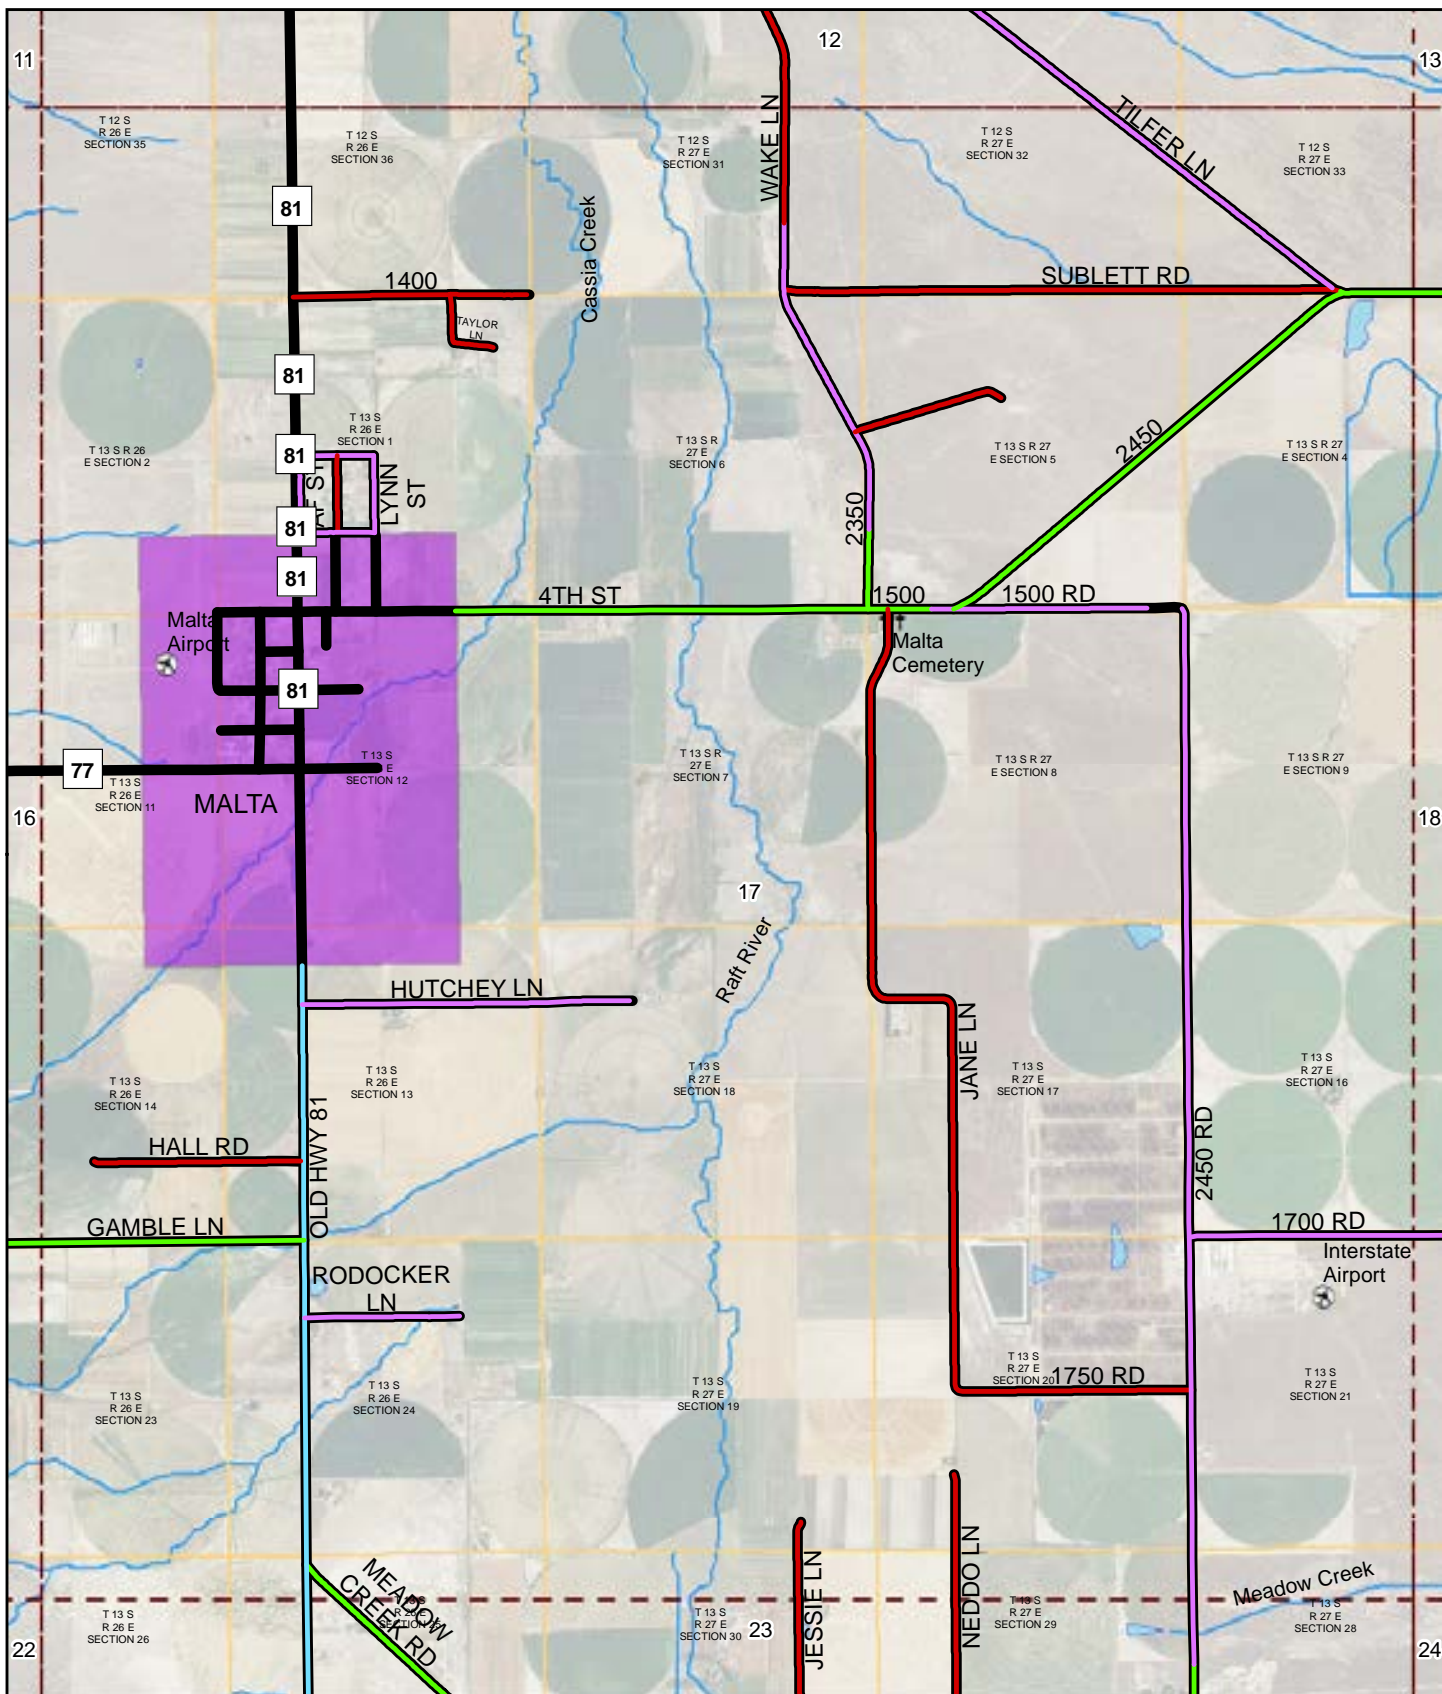 11
12
13
T 12 S
R 26 E
SECTION 35
T 12 S
R 26 E
SECTION 36
T 12 S
R 27 E
SECTION 31
WAKE LN
T 12 S
R 27 E
SECTION 32
TILFER LN
T 12 S
R 27 E
SECTION 33
81
Cassia Creek
1400
TAYLOR
LN
SUBLETT RD
81
T 13 S
R 26 E
SECTION 1
T 13 S R 26
E SECTION 2
81
LYNN
ST
T 13 S R
27 E
SECTION 6
T 13 S R 27
E SECTION 5
2450
T 13 S R 27
E SECTION 4
81
2350
81
4TH ST
1500
1500 RD
Malta
Airport
Malta
Cemetery
81
77
T 13 S
R 26 E
SECTION 11
T 13 S
E
SECTION 12
T 13 S R
27 E
SECTION 7
T 13 S R 27
E SECTION 8
T 13 S R 27
E SECTION 9
MALTA
16
18
17
Raft River
HUTCHEY LN
JANE LN
T 13 S
R 26 E
SECTION 14
T 13 S
R 26 E
SECTION 13
T 13 S
R 27 E
SECTION 18
T 13 S
R 27 E
SECTION 17
T 13 S
R 27 E
SECTION 16
OLD HWY 81
HALL RD
2450 RD
GAMBLE LN
1700 RD
Interstate
Airport
RODOCKER
LN
T 13 S
R 26 E
SECTION 23
T 13 S
R 26 E
SECTION 24
T 13 S
R 27 E
SECTION 19
T 13 S
R 27 E
SECTION 20
1750 RD
T 13 S
R 27 E
SECTION 21
MEADOW
CREEK RD
JESSIE LN
NEDDO LN
Meadow Creek
T 13 S
R 26 E
SECTION 26
T 13 S
R 27 E
SECTION 30
T 13 S
R 27 E
SECTION 29
T 13 S
R 27 E
SECTION 28
22
23
24